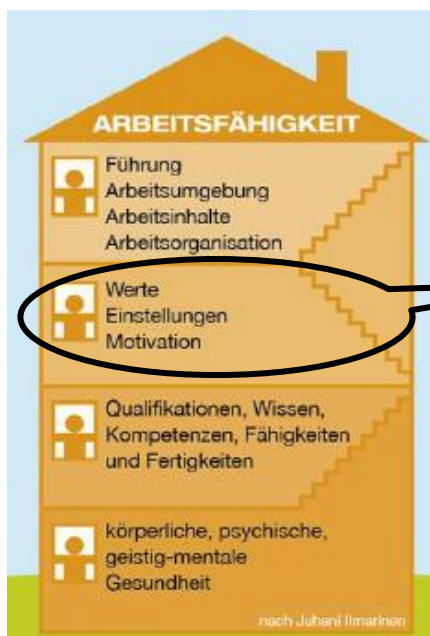 ARBEITSFÄHIGKEIT
Führung
Arbeitsumgebung
Arbeitsinhalte
Arbeitsorganisation
Werte
Einstellungen
Motivation
Qualifikationen, Wissen,
Kompetenzen, Fähigkeiten
und Fertigkeiten
körperliche, psychische,
geistig-mentale
Gesundheit
nach Juhani Ilmarinen